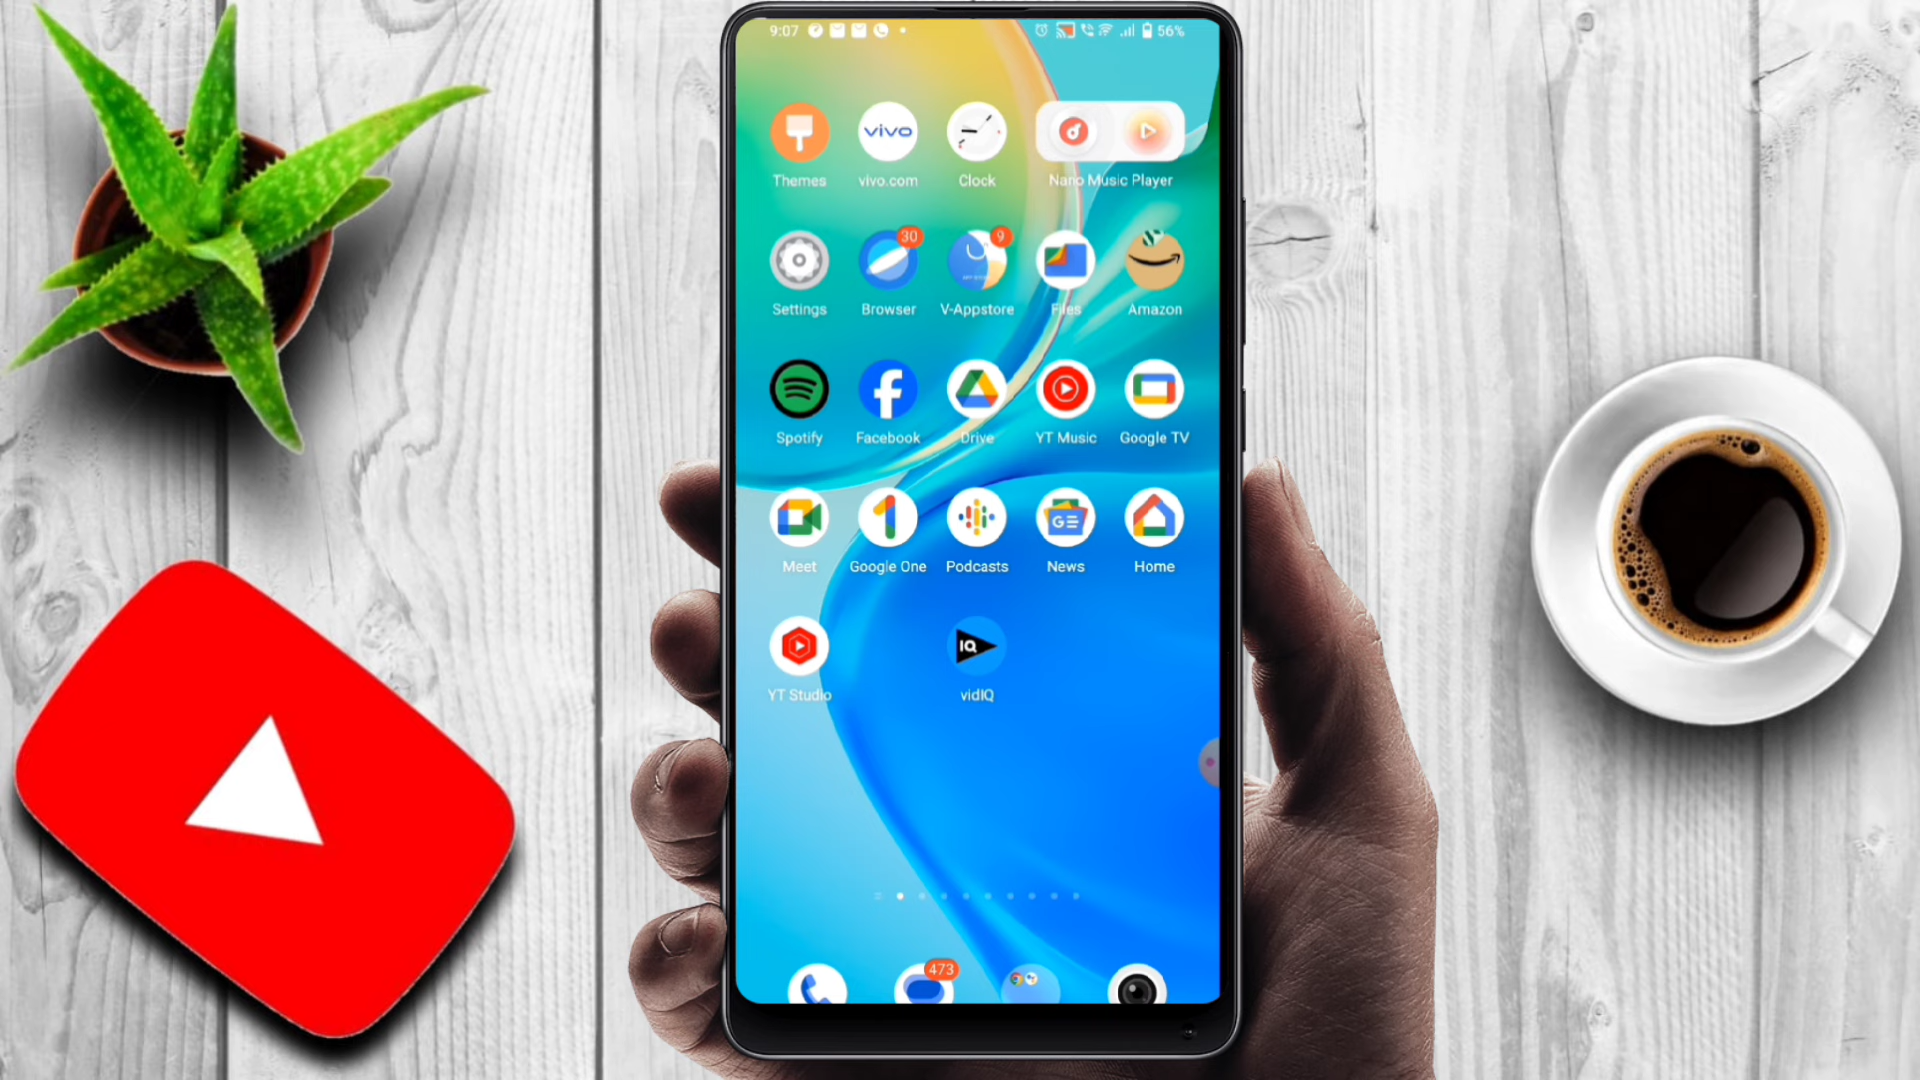 9:07 56%
Themes vivo.com Clock Nano Music Player
vivo
30 9
Settings Browser V-Appstore Files Amazon
Spotify Facebook Drive YT Music Google TV
GE
Meet Google One Podcasts News Home
IQ
YT Studio vidIQ
473